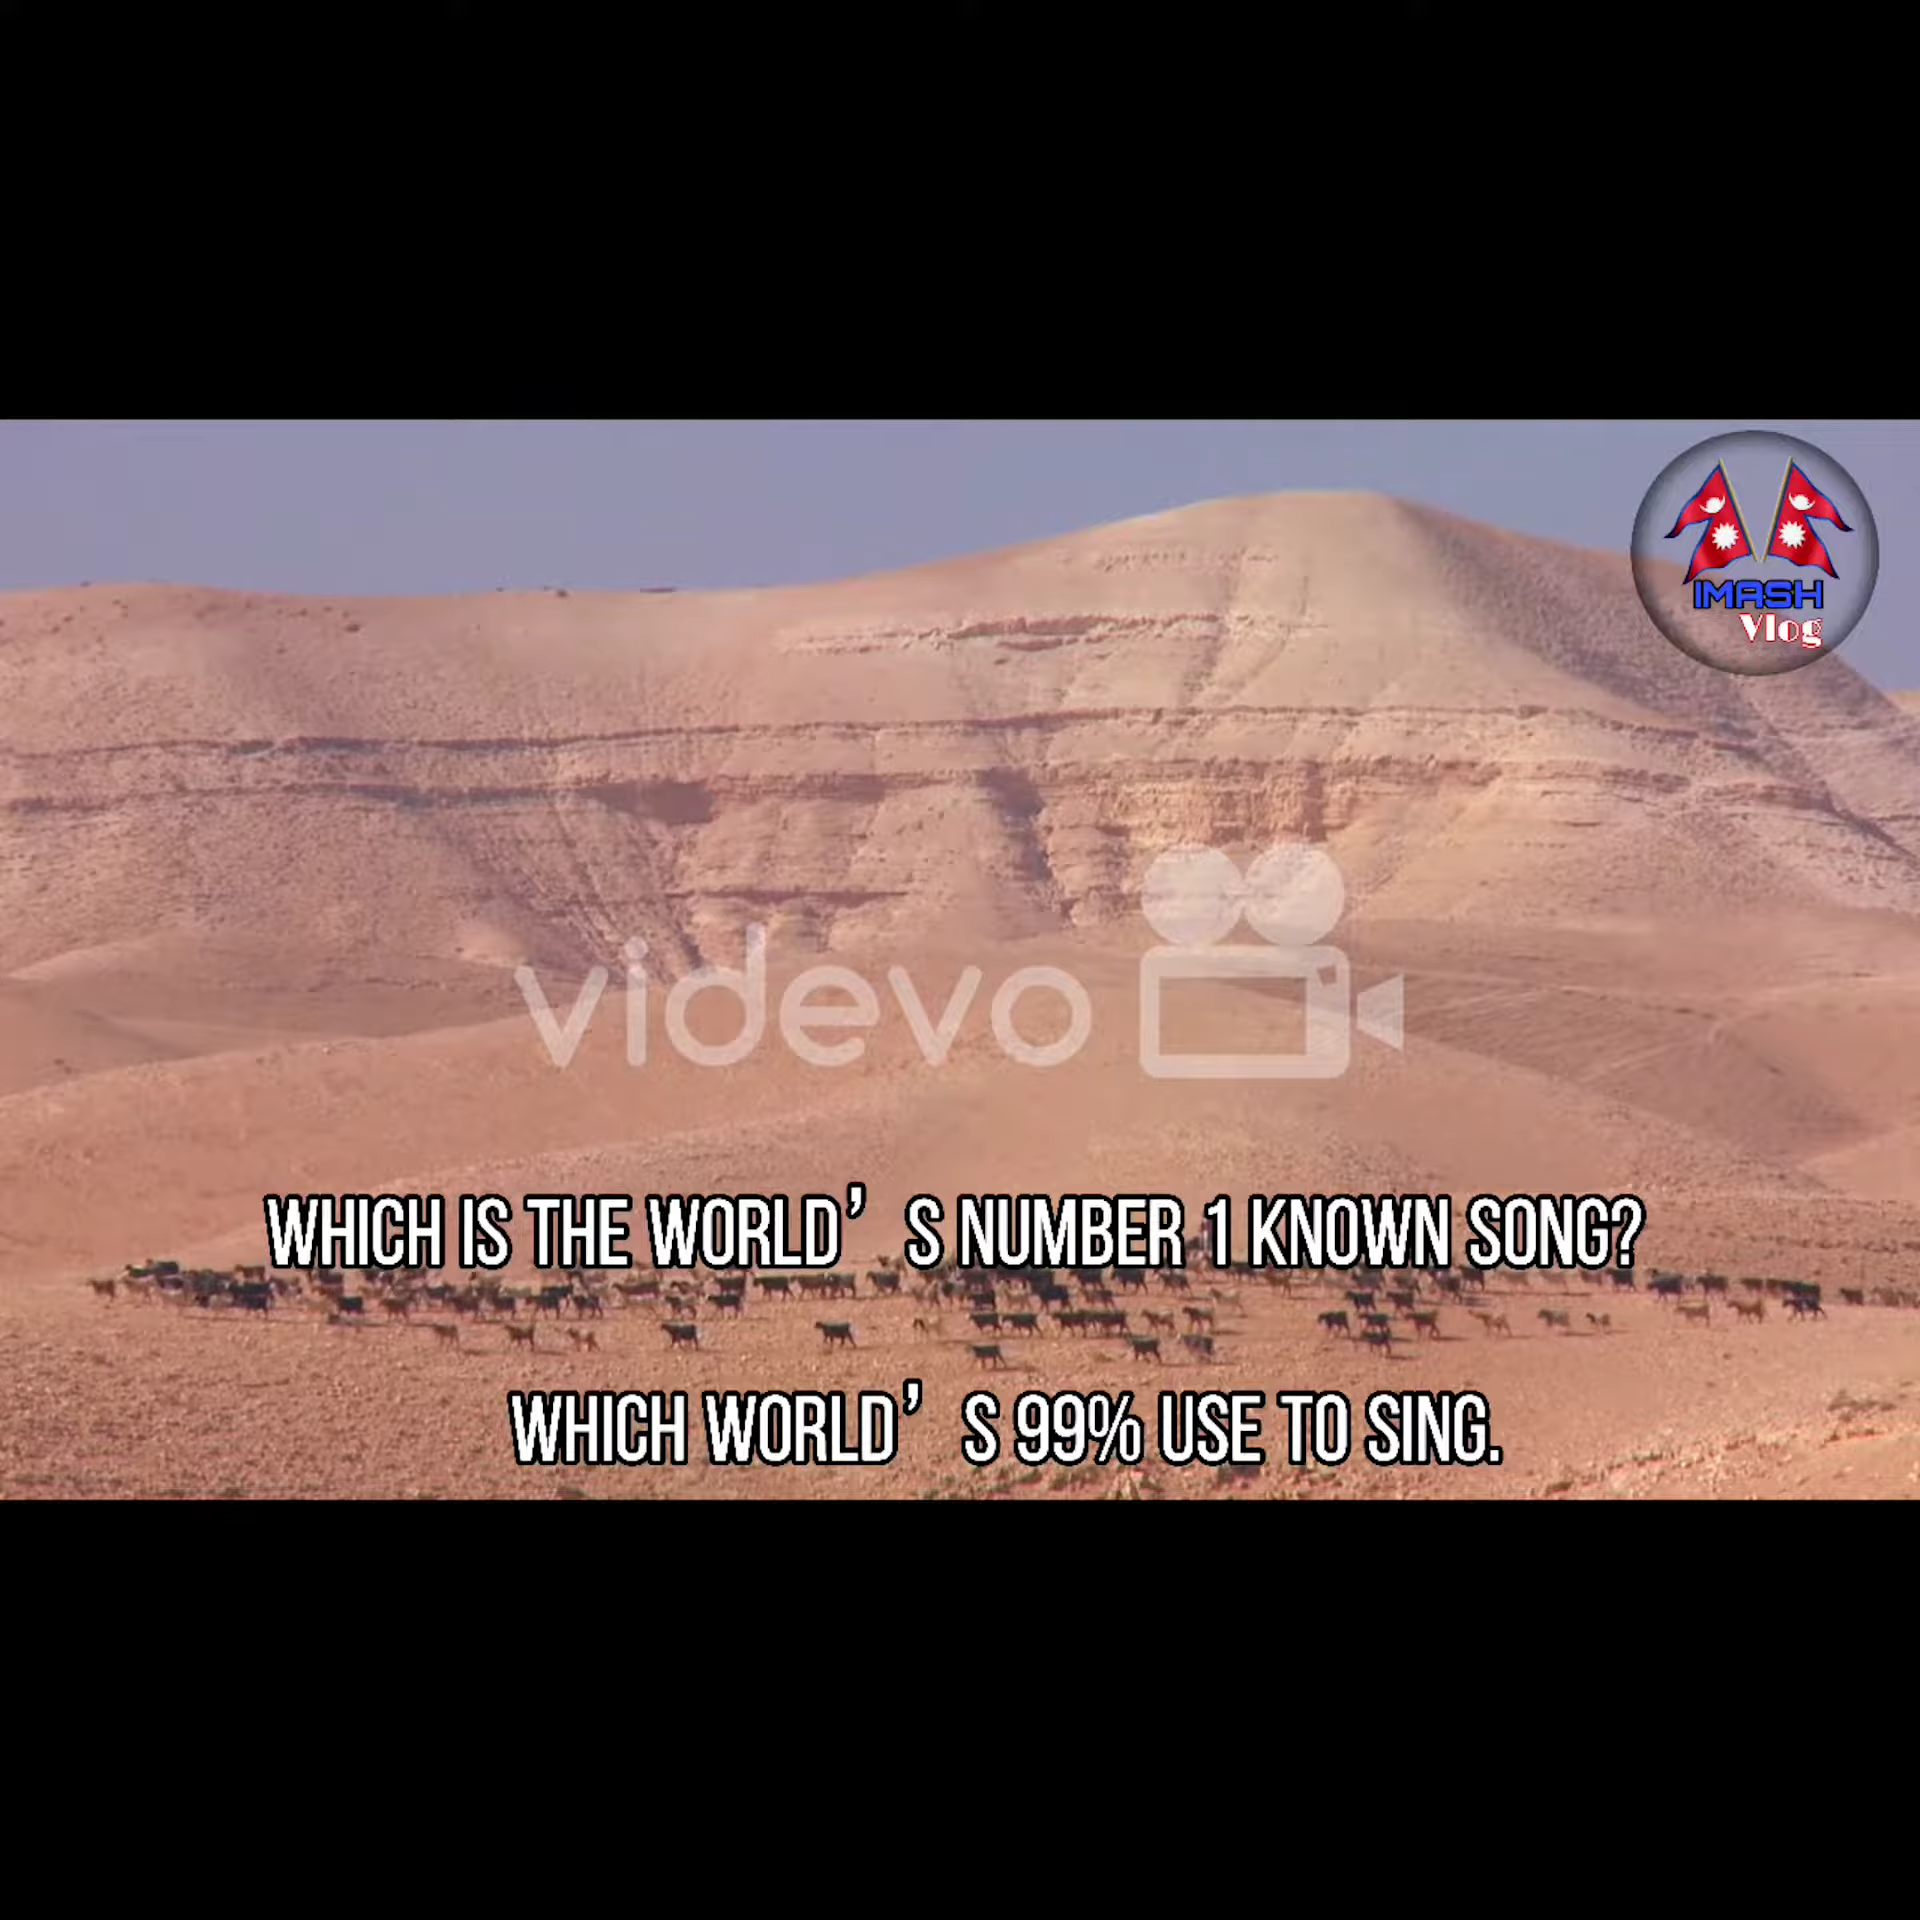 IMASH
Vlog
videvo
WHICH IS THE WORLD’S NUMBER 1 KNOWN SONG?
WHICH WORLD’S 99% USE TO SING.